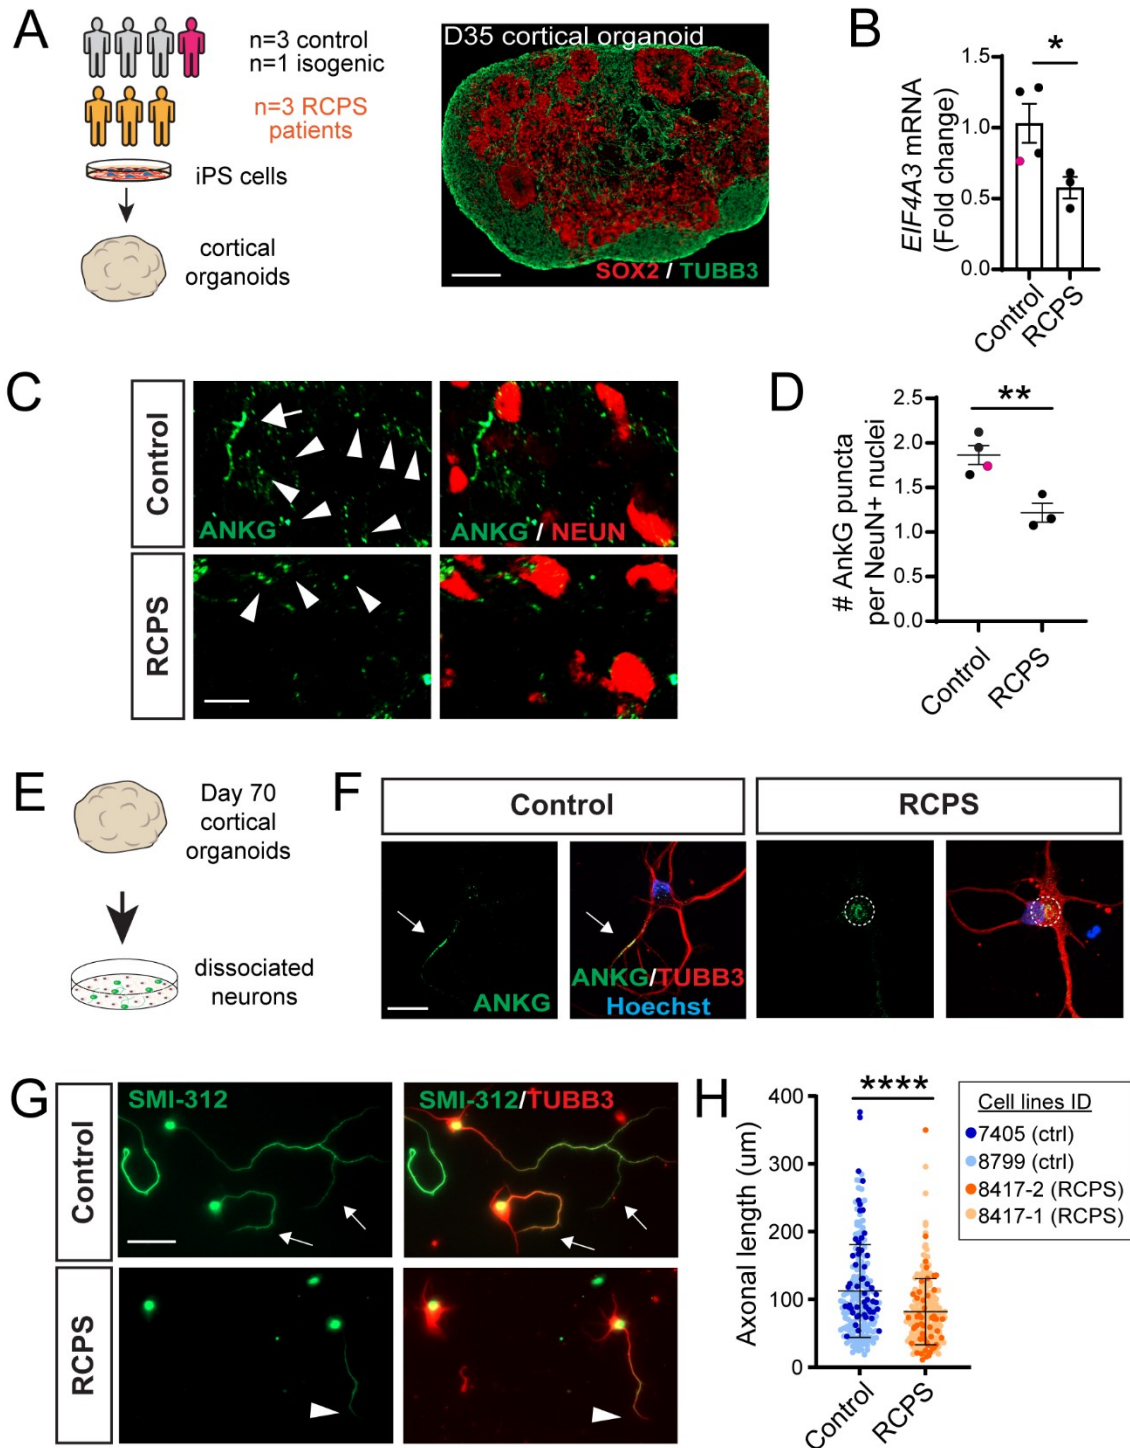 A
n=3 control
n=1 isogenic
n=3 RCPS
patients
iPS cells
cortical
organoids
D35 cortical organoid
SOX2 / TUBB3
B
*
EIF4A3 mRNA
(Fold change)
1.5
1.0
0.5
0.0
Control
RCPS
C
Control
ANKG
ANKG / NEUN
RCPS
D
**
# AnkG puncta
per NeuN+ nuclei
2.5
2.0
1.5
1.0
0.5
0.0
Control
RCPS
E
Day 70
cortical
organoids
dissociated
neurons
F
Control
RCPS
ANKG
ANKG/TUBB3
Hoechst
G
Control
SMI-312
SMI-312/TUBB3
RCPS
H
****
Axonal length (um)
400
300
200
100
0
Control
RCPS
Cell lines ID
7405 (ctrl)
8799 (ctrl)
8417-2 (RCPS)
8417-1 (RCPS)